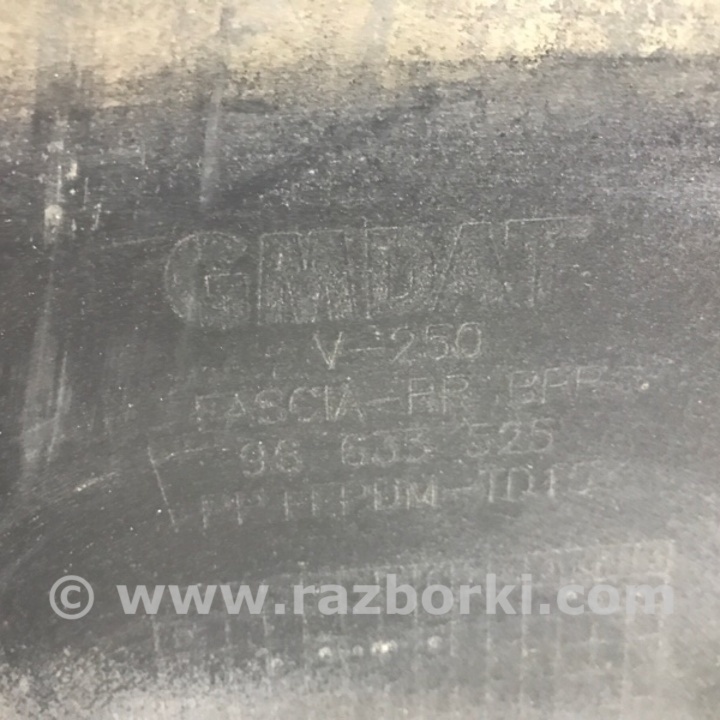 GMDAT
V-250
FASCIA-RR BPR
96 633 525
PP+EPDM-TD12
© www.razborki.com